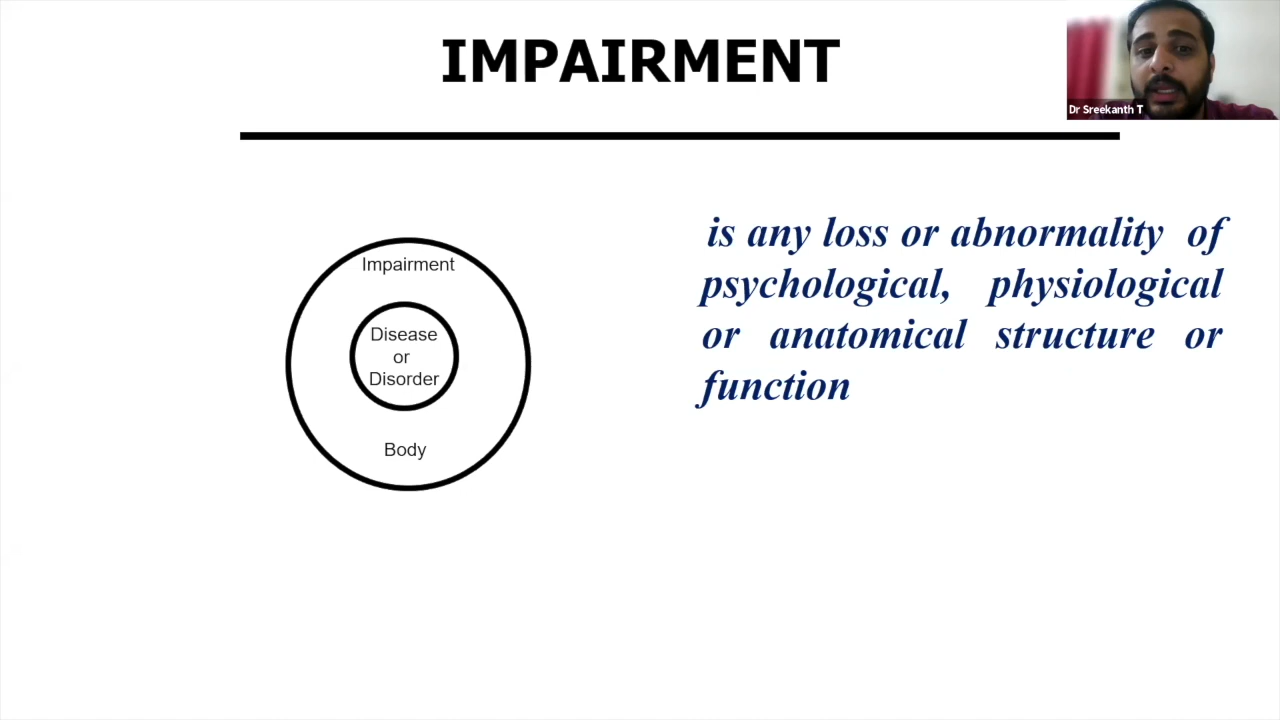 IMPAIRMENT
Dr Sreekanth T
Impairment
Disease
or
Disorder
Body
is any loss or abnormality of
psychological, physiological
or anatomical structure or
function